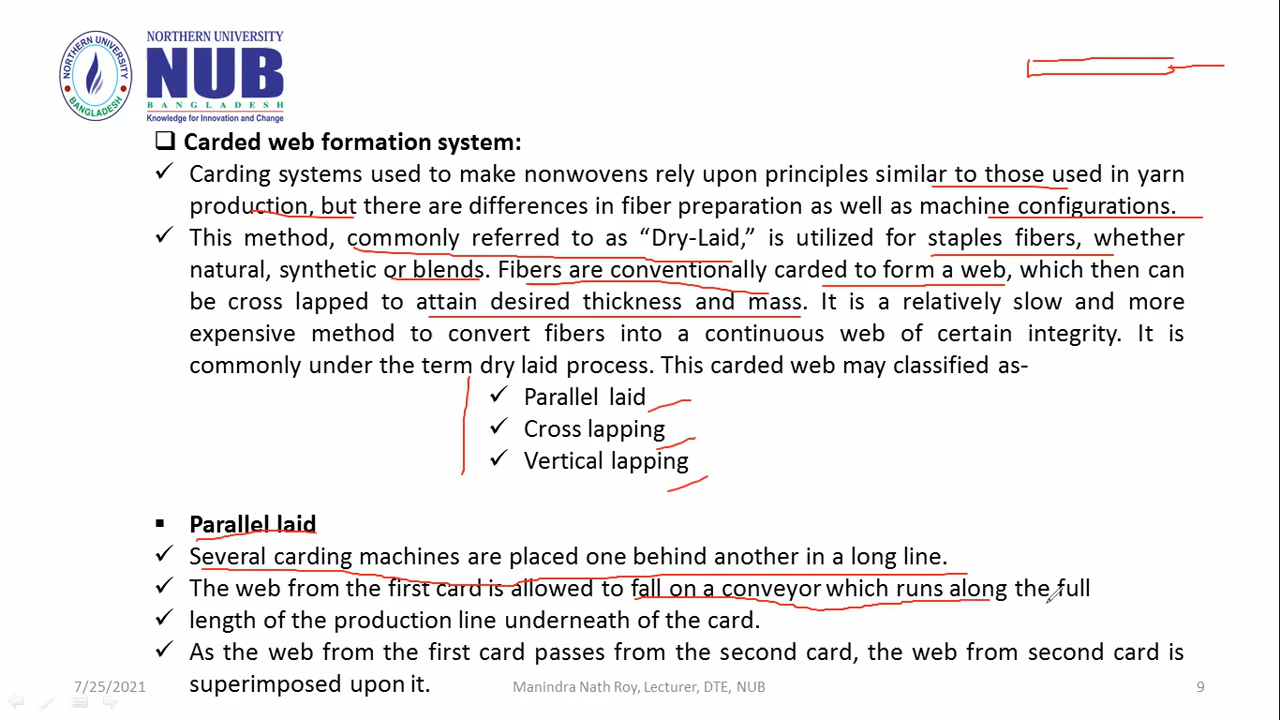 NORTHERN UNIVERSITY
NUB
BANGLADESH
Knowledge for Innovation and Change
NORTHERN UNIVERSITY
BANGLADESH
❑ Carded web formation system:
✓ Carding systems used to make nonwovens rely upon principles similar to those used in yarn
production, but there are differences in fiber preparation as well as machine configurations.
✓ This method, commonly referred to as “Dry-Laid,” is utilized for staples fibers, whether
natural, synthetic or blends. Fibers are conventionally carded to form a web, which then can
be cross lapped to attain desired thickness and mass. It is a relatively slow and more
expensive method to convert fibers into a continuous web of certain integrity. It is
commonly under the term dry laid process. This carded web may classified as-
✓ Parallel laid
✓ Cross lapping
✓ Vertical lapping
▪ Parallel laid
✓ Several carding machines are placed one behind another in a long line.
✓ The web from the first card is allowed to fall on a conveyor which runs along the full
✓ length of the production line underneath of the card.
✓ As the web from the first card passes from the second card, the web from second card is
superimposed upon it.
7/25/2021 Manindra Nath Roy, Lecturer, DTE, NUB 9